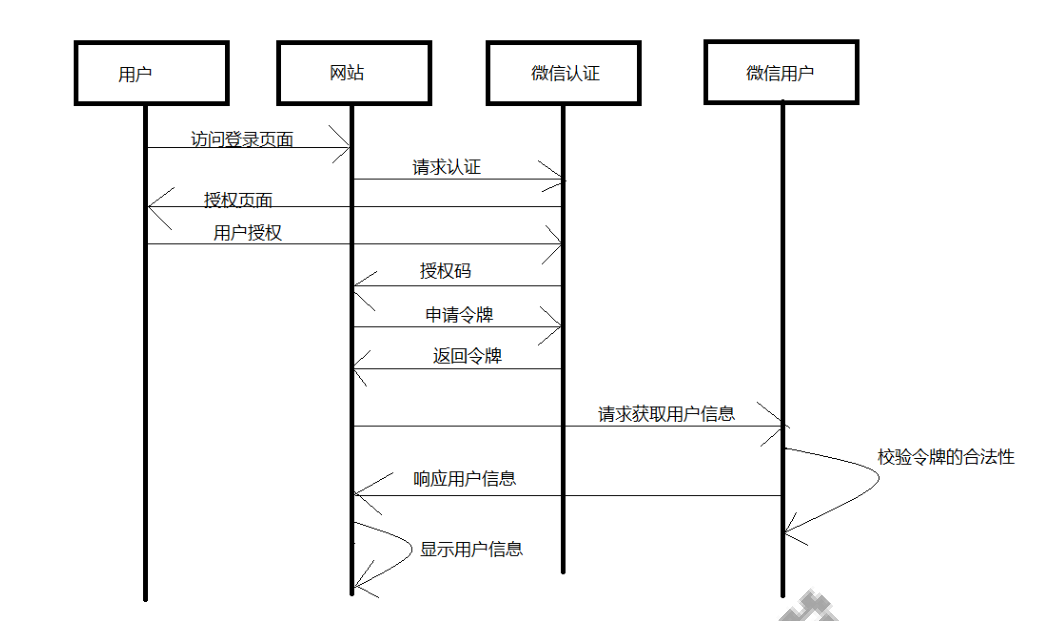 用户
网站
微信认证
微信用户
访问登录页面
请求认证
授权页面
用户授权
授权码
申请令牌
返回令牌
请求获取用户信息
校验令牌的合法性
响应用户信息
显示用户信息